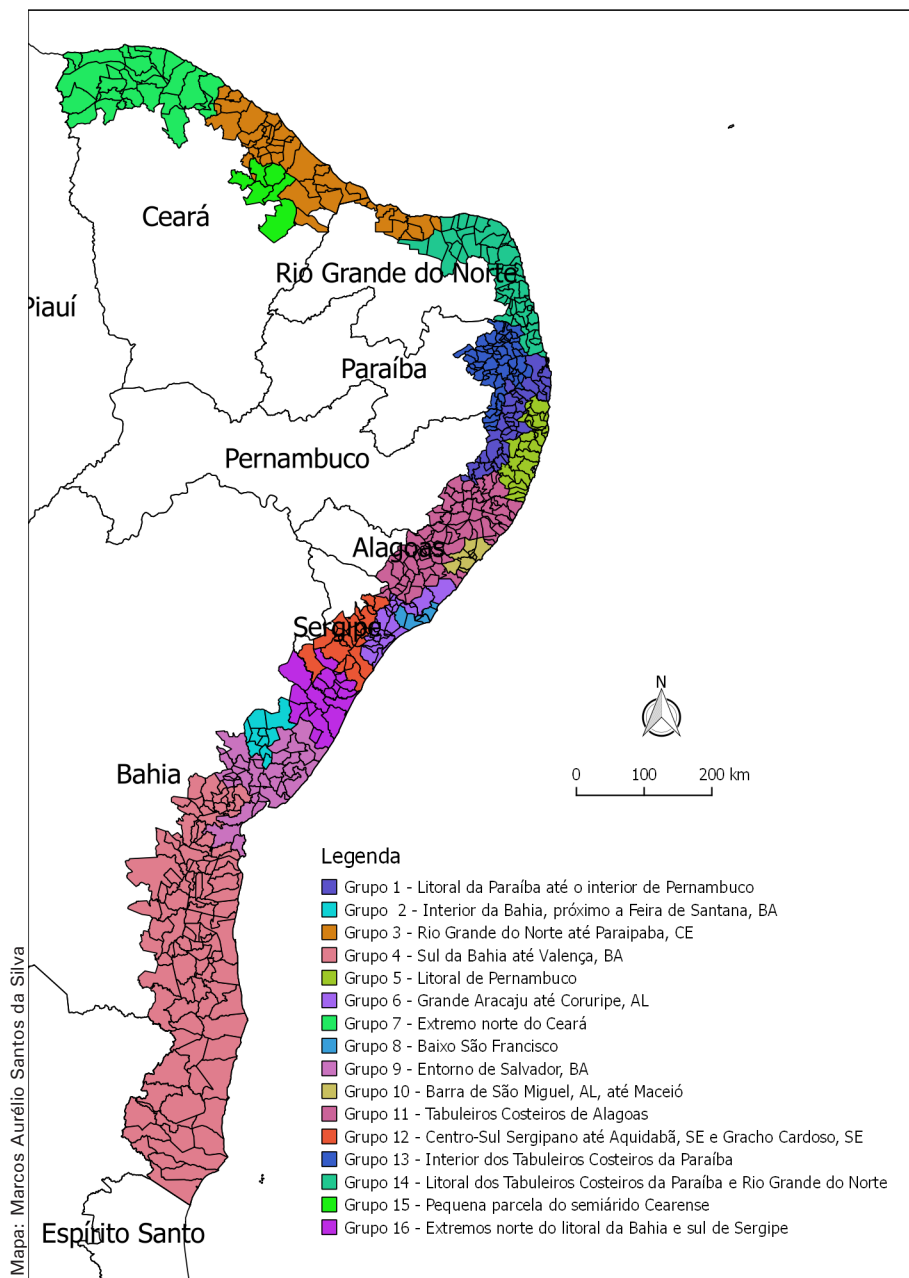 Ceará
Rio Grande do Norte
Piauí
Paraíba
Pernambuco
Alagoas
Sergipe
N
0 100 200 km
Bahia
Legenda
Grupo 1 - Litoral da Paraíba até o interior de Pernambuco
Grupo 2 - Interior da Bahia, próximo a Feira de Santana, BA
Grupo 3 - Rio Grande do Norte até Paraipaba, CE
Grupo 4 - Sul da Bahia até Valença, BA
Grupo 5 - Litoral de Pernambuco
Grupo 6 - Grande Aracaju até Coruripe, AL
Grupo 7 - Extremo norte do Ceará
Grupo 8 - Baixo São Francisco
Grupo 9 - Entorno de Salvador, BA
Grupo 10 - Barra de São Miguel, AL, até Maceió
Grupo 11 - Tabuleiros Costeiros de Alagoas
Grupo 12 - Centro-Sul Sergipano até Aquidabã, SE e Gracho Cardoso, SE
Grupo 13 - Interior dos Tabuleiros Costeiros da Paraíba
Grupo 14 - Litoral dos Tabuleiros Costeiros da Paraíba e Rio Grande do Norte
Grupo 15 - Pequena parcela do semiárido Cearense
Grupo 16 - Extremos norte do litoral da Bahia e sul de Sergipe
Espírito Santo
Mapa: Marcos Aurélio Santos da Silva